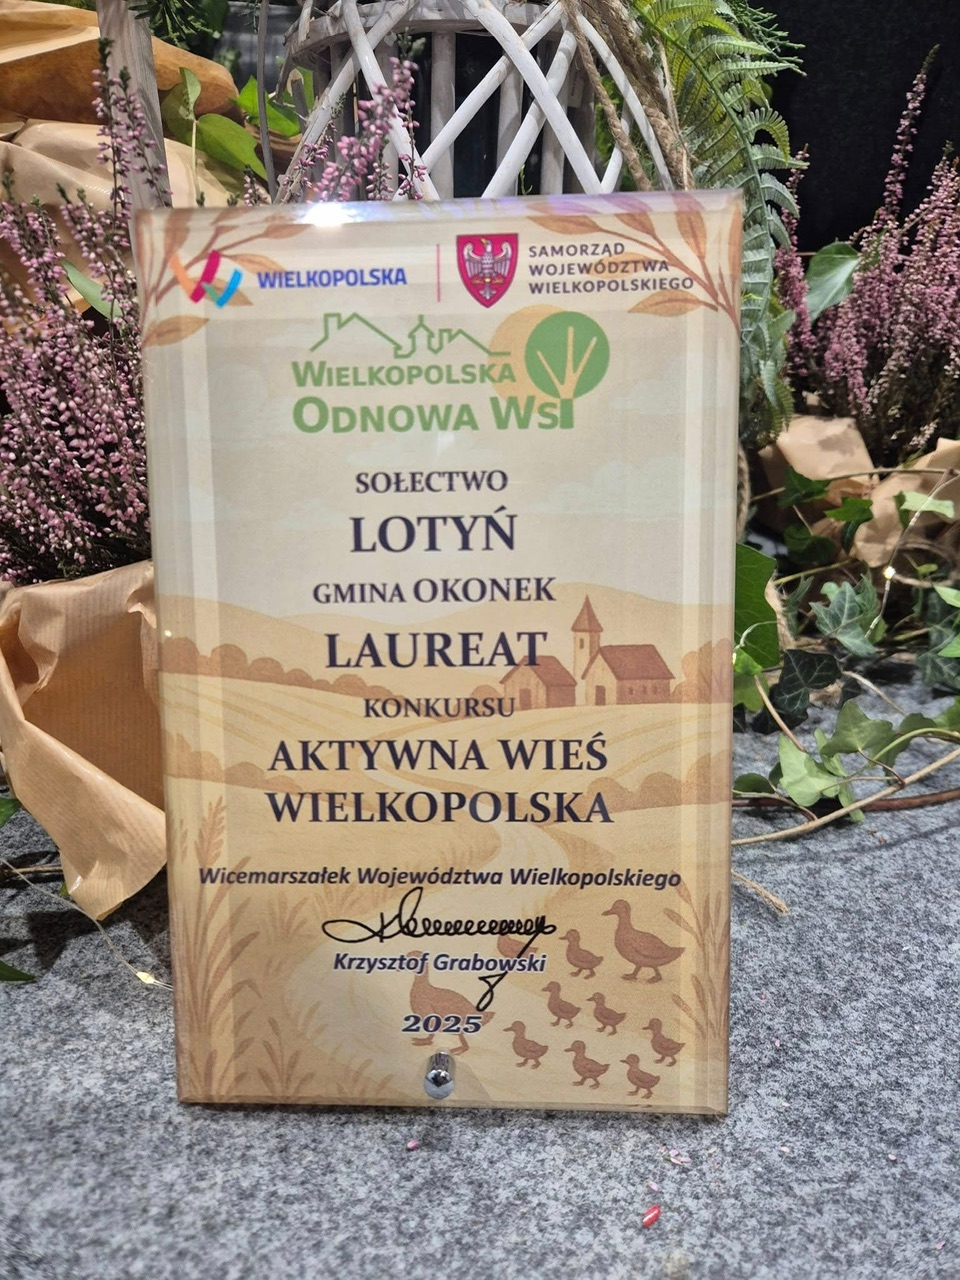 WIELKOPOLSKA
SAMORZĄD
WOJEWÓDZTWA
WIELKOPOLSKIEGO
WIELKOPOLSKA
ODNOWA WSI
SOŁECTWO
LOTYŃ
GMINA OKONEK
LAUREAT
KONKURSU
AKTYWNA WIEŚ
WIELKOPOLSKA
Wicemarszałek Województwa Wielkopolskiego
Krzysztof Grabowski
2025